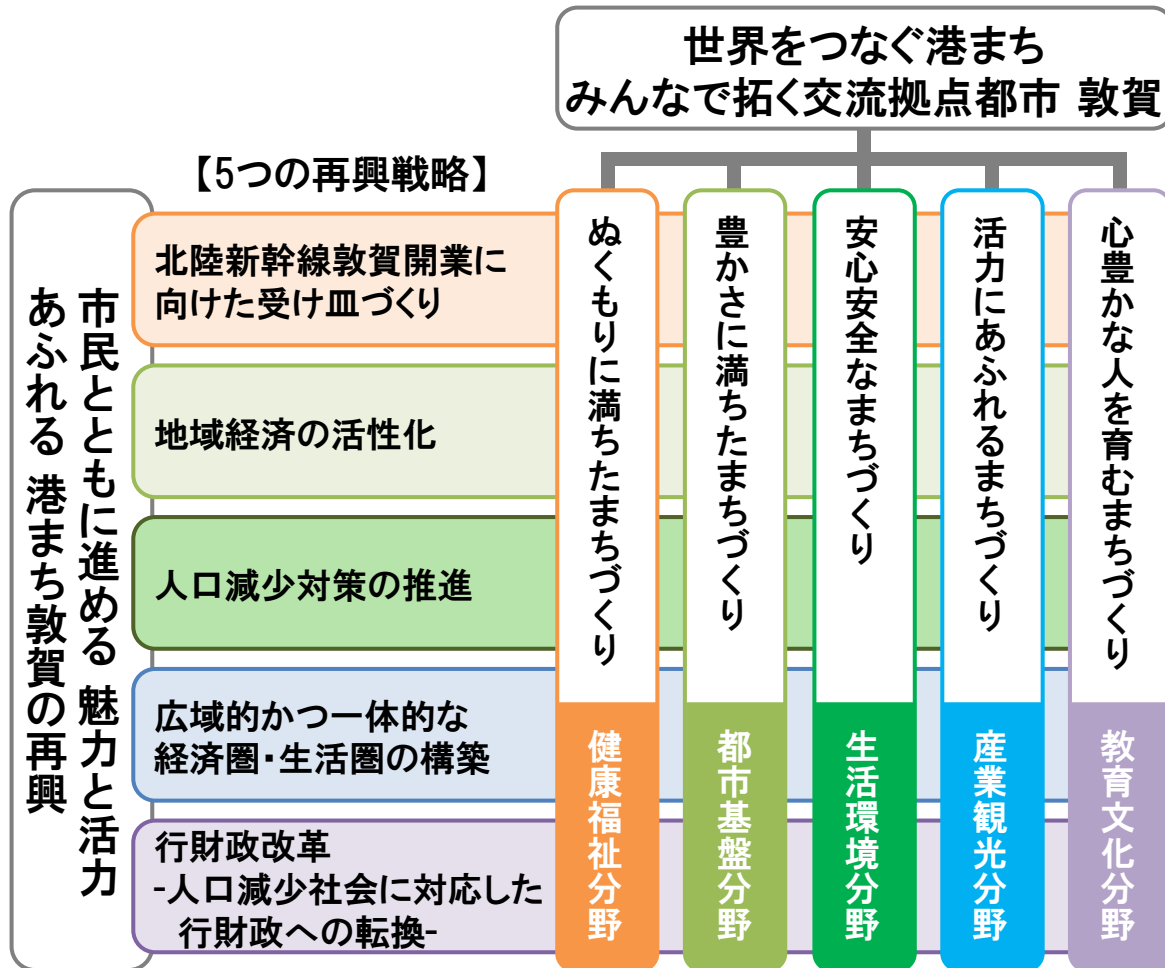 世界をつなぐ港まち
みんなで拓く交流拠点都市 敦賀
【5つの再興戦略】
市民とともに進める 魅力と活力
あふれる 港まち敦賀の再興
北陸新幹線敦賀開業に
向けた受け皿づくり
地域経済の活性化
人口減少対策の推進
広域的かつ一体的な
経済圏・生活圏の構築
行財政改革
-人口減少社会に対応した
行財政への転換-
ぬくもりに満ちたまちづくり
健康福祉分野
豊かさに満ちたまちづくり
都市基盤分野
安心安全なまちづくり
生活環境分野
活力にあふれるまちづくり
産業観光分野
心豊かな人を育むまちづくり
教育文化分野